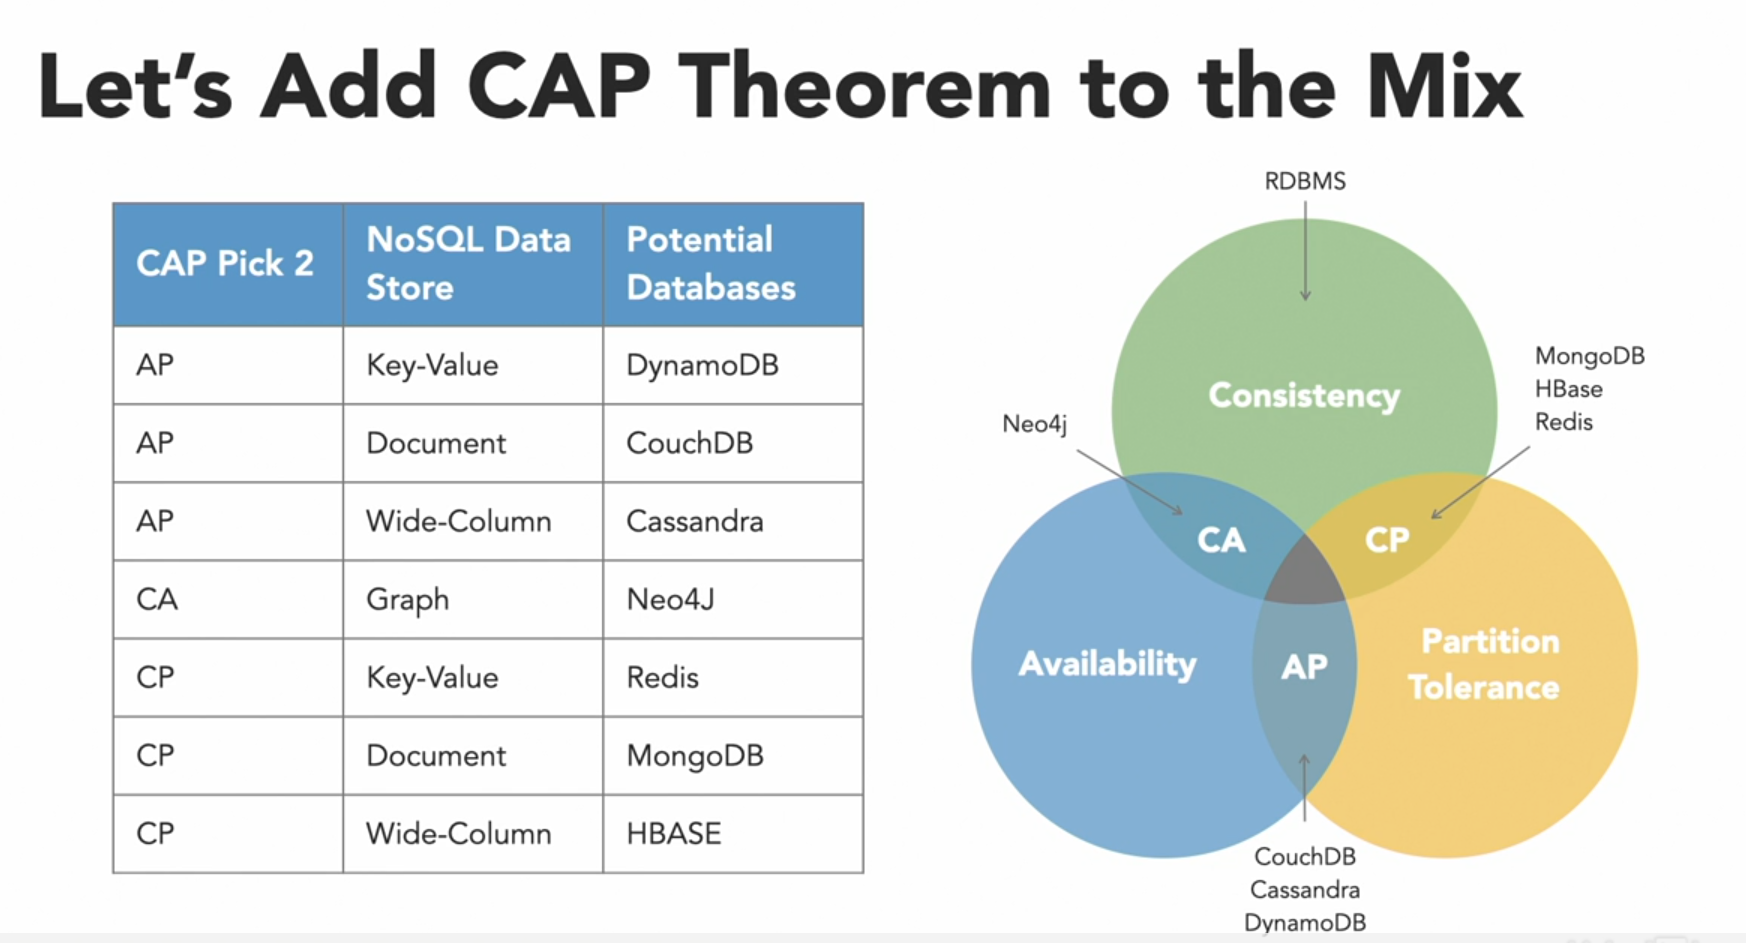 Let's Add CAP Theorem to the Mix
CAP Pick 2
NoSQL Data
Store
Potential
Databases
AP
Key-Value
DynamoDB
AP
Document
CouchDB
AP
Wide-Column
Cassandra
CA
Graph
Neo4J
CP
Key-Value
Redis
CP
Document
MongoDB
CP
Wide-Column
HBASE
RDBMS
Consistency
Neo4j
MongoDB
HBase
Redis
CA
CP
Availability
AP
Partition
Tolerance
CouchDB
Cassandra
DynamoDB